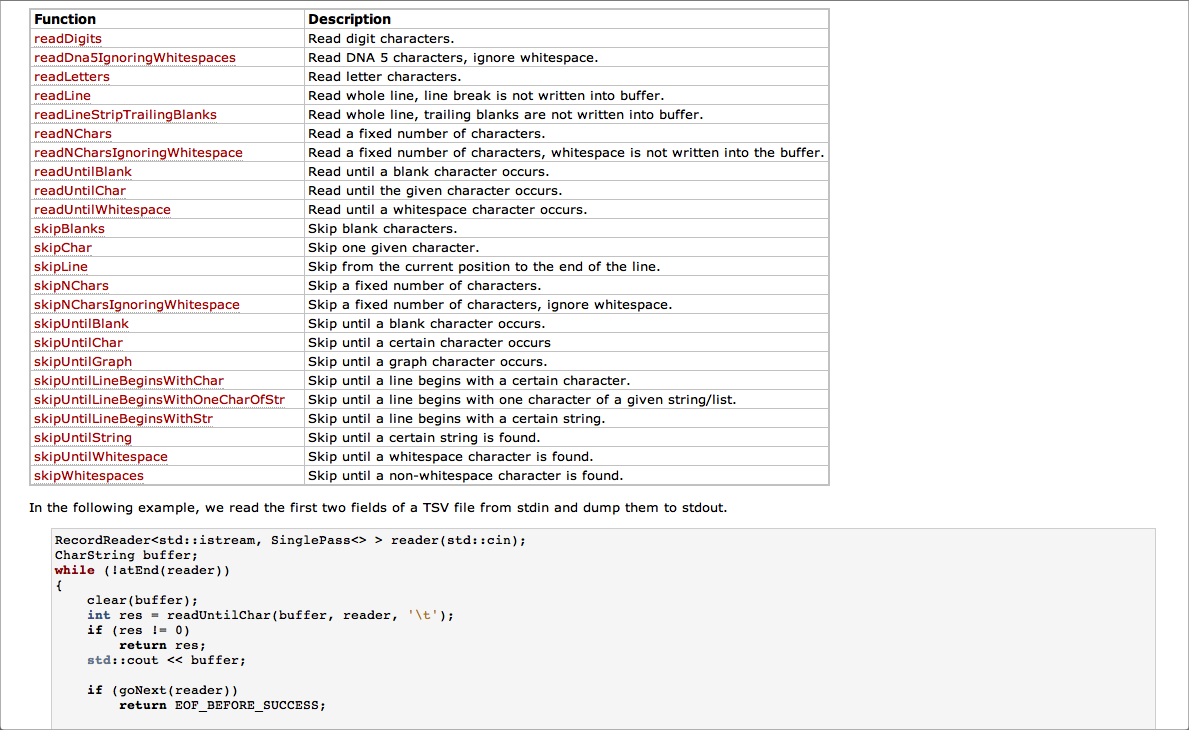 Function Description
readDigits Read digit characters.
readDna5IgnoringWhitespaces Read DNA 5 characters, ignore whitespace.
readLetters Read letter characters.
readLine Read whole line, line break is not written into buffer.
readLineStripTrailingBlanks Read whole line, trailing blanks are not written into buffer.
readNChars Read a fixed number of characters.
readNCharsIgnoringWhitespace Read a fixed number of characters, whitespace is not written into the buffer.
readUntilBlank Read until a blank character occurs.
readUntilChar Read until the given character occurs.
readUntilWhitespace Read until a whitespace character occurs.
skipBlanks Skip blank characters.
skipChar Skip one given character.
skipLine Skip from the current position to the end of the line.
skipNChars Skip a fixed number of characters.
skipNCharsIgnoringWhitespace Skip a fixed number of characters, ignore whitespace.
skipUntilBlank Skip until a blank character occurs.
skipUntilChar Skip until a certain character occurs
skipUntilGraph Skip until a graph character occurs.
skipUntilLineBeginsWithChar Skip until a line begins with a certain character.
skipUntilLineBeginsWithOneCharOfStr Skip until a line begins with one character of a given string/list.
skipUntilLineBeginsWithStr Skip until a line begins with a certain string.
skipUntilString Skip until a certain string is found.
skipUntilWhitespace Skip until a whitespace character is found.
skipWhitespaces Skip until a non-whitespace character is found.
In the following example, we read the first two fields of a TSV file from stdin and dump them to stdout.
RecordReader<std::istream, SinglePass<> > reader(std::cin);
CharString buffer;
while (!atEnd(reader))
{
    clear(buffer);
    int res = readUntilChar(buffer, reader, '\t');
    if (res != 0)
        return res;
    std::cout << buffer;
    if (goNext(reader))
        return EOF_BEFORE_SUCCESS;